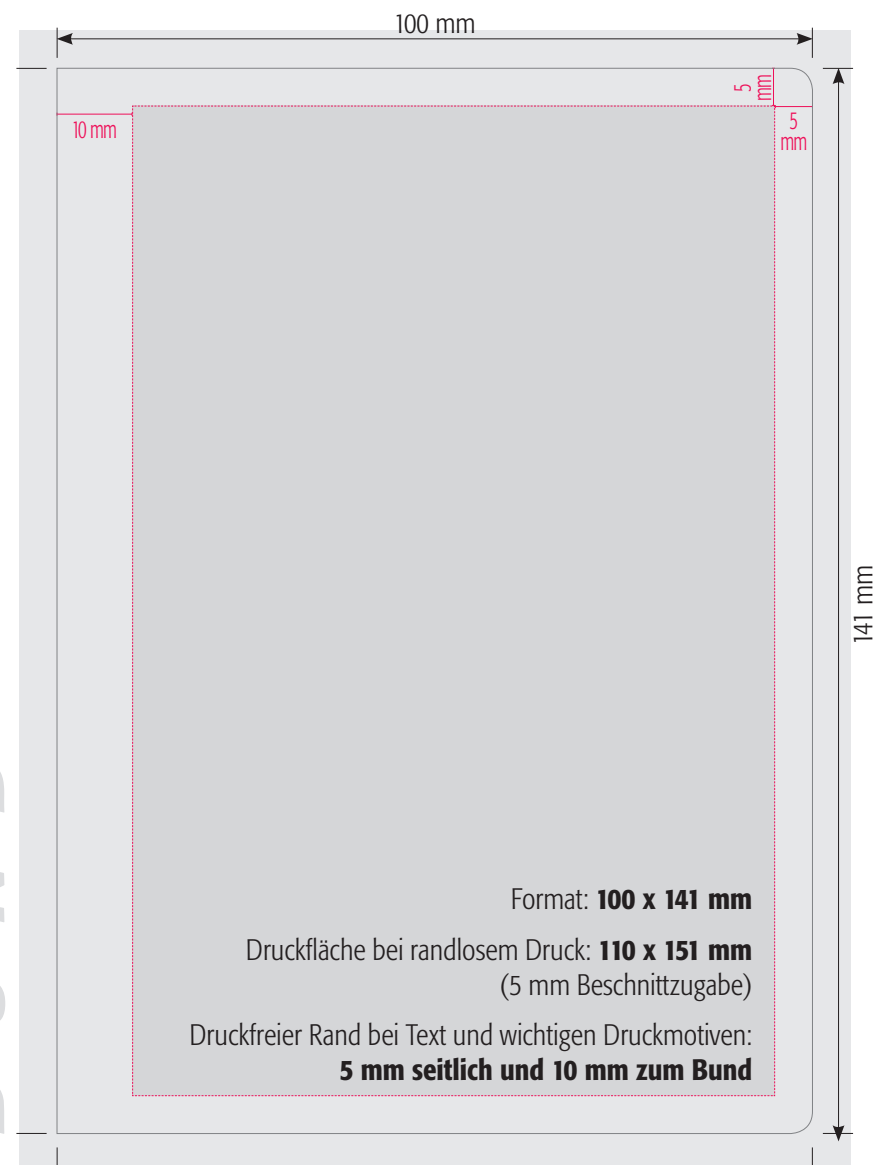 100 mm
5
mm
10 mm
5
mm
141 mm
Format: 100 x 141 mm
Druckfläche bei randlosem Druck: 110 x 151 mm
(5 mm Beschnittzugabe)
Druckfreier Rand bei Text und wichtigen Druckmotiven:
5 mm seitlich und 10 mm zum Bund